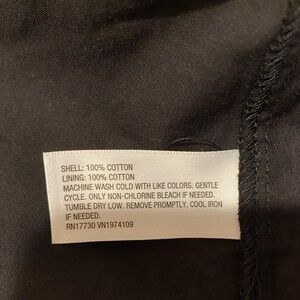 SHELL: 100% COTTON
LINING: 100% COTTON
MACHINE WASH COLD WITH LIKE COLORS. GENTLE
CYCLE. ONLY NON-CHLORINE BLEACH IF NEEDED.
TUMBLE DRY LOW. REMOVE PROMPTLY. COOL IRON
IF NEEDED.
RN17730 VN1974109